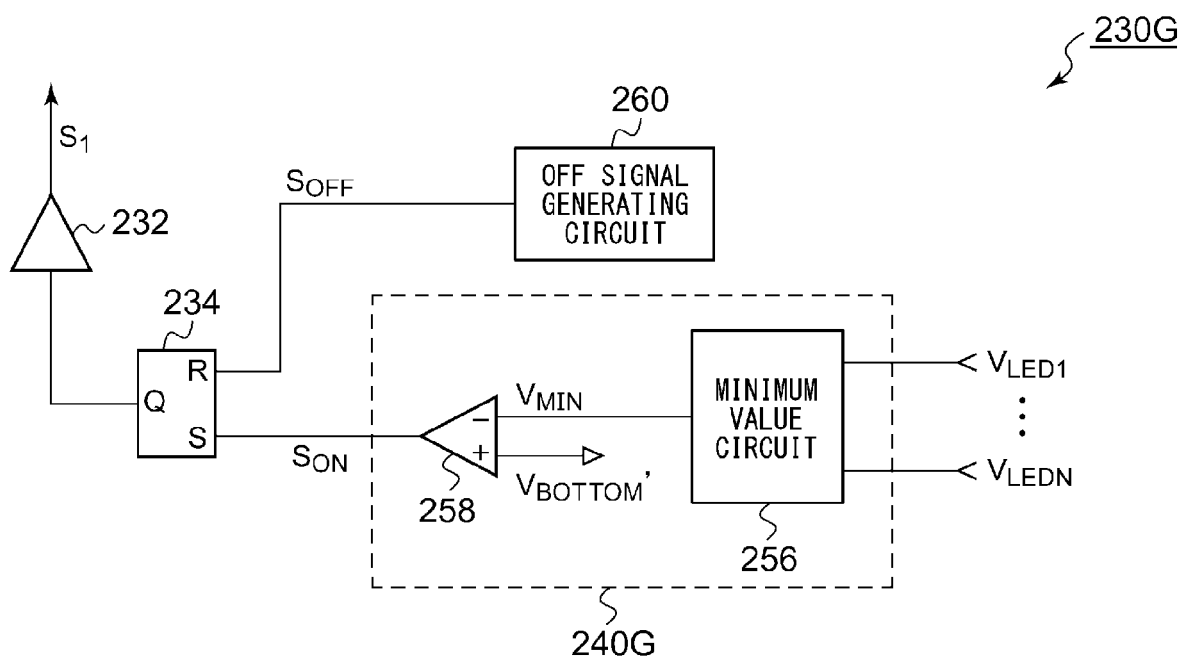 230G
260
S1
SOFF
OFF SIGNAL
GENERATING
CIRCUIT
232
234
R
Q
S
SON
VMIN
−
+
VBOTTOM'
258
MINIMUM
VALUE
CIRCUIT
256
VLED1
⋮
VLEDN
240G